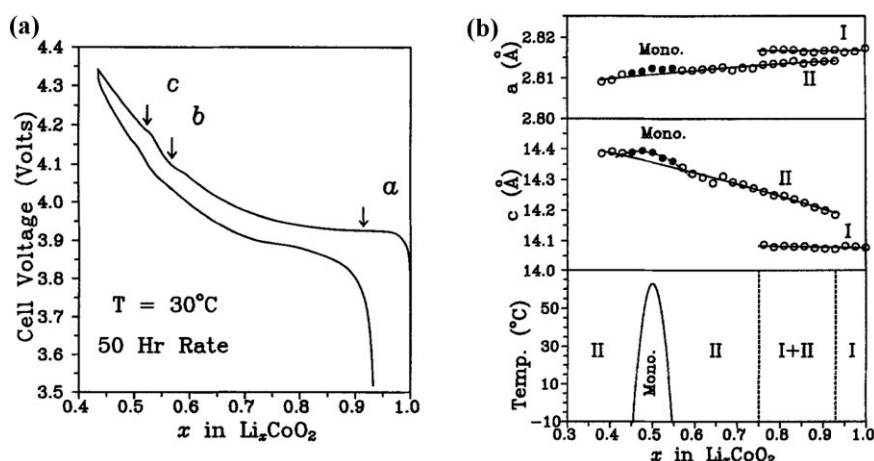 (a)
4.4
4.3
4.2
4.1
4.0
3.9
3.8
3.7
3.6
3.5
Cell Voltage (Volts)
c
b
a
T = 30°C
50 Hr Rate
0.4 0.5 0.6 0.7 0.8 0.9 1.0
x in LixCoO2
(b)
2.82
2.81
2.80
a (Å)
Mono.
I
II
14.4
14.3
14.2
14.1
14.0
c (Å)
Mono.
II
I
50
30
10
-10
Temp. (°C)
II
Mono.
II
I+II
I
0.3 0.4 0.5 0.6 0.7 0.8 0.9 1.0
x in LixCoO2